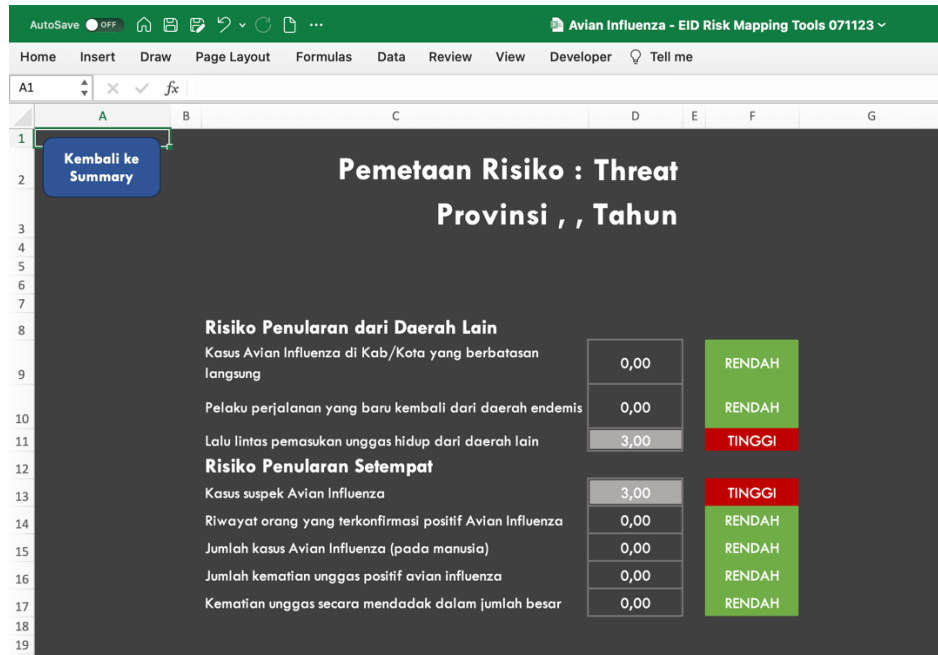 AutoSave OFF ... Avian Influenza - EID Risk Mapping Tools 071123
Home Insert Draw Page Layout Formulas Data Review View Developer Tell me
A1 fx
A B C D E F G
1
Kembali ke
Summary
2 Pemetaan Risiko : Threat
3 Provinsi , , Tahun
4
5
6
7
8 Risiko Penularan dari Daerah Lain
Kasus Avian Influenza di Kab/Kota yang berbatasan
9 langsung 0,00 RENDAH
10 Pelaku perjalanan yang baru kembali dari daerah endemis 0,00 RENDAH
11 Lalu lintas pemasukan unggas hidup dari daerah lain 3,00 TINGGI
12 Risiko Penularan Setempat
13 Kasus suspek Avian Influenza 3,00 TINGGI
14 Riwayat orang yang terkonfirmasi positif Avian Influenza 0,00 RENDAH
15 Jumlah kasus Avian Influenza (pada manusia) 0,00 RENDAH
16 Jumlah kematian unggas positif avian influenza 0,00 RENDAH
17 Kematian unggas secara mendadak dalam jumlah besar 0,00 RENDAH
18
19